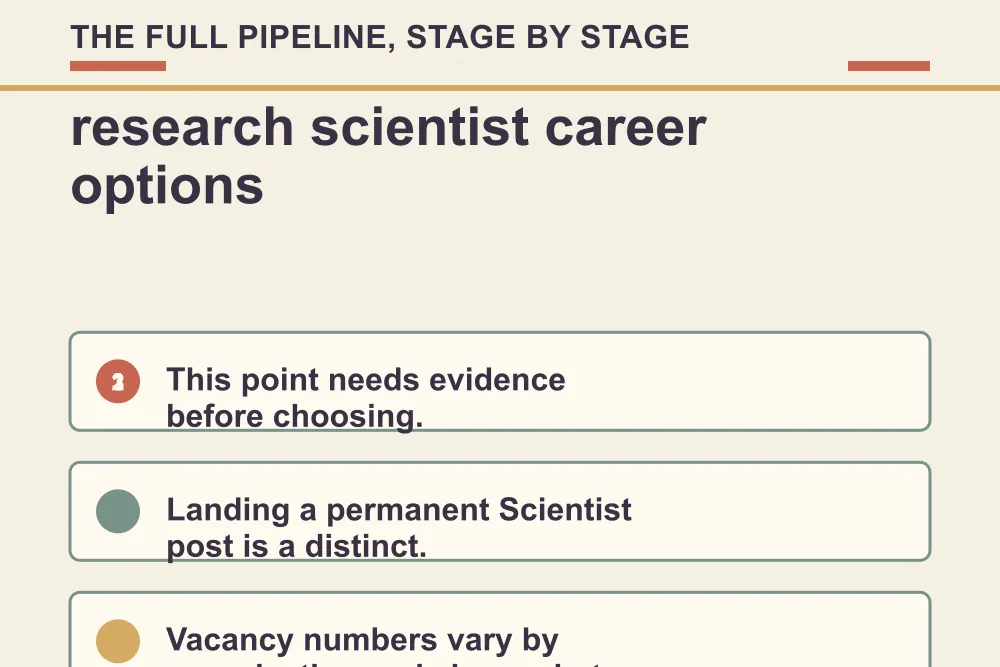 THE FULL PIPELINE, STAGE BY STAGE
research scientist career
options
This point needs evidence
before choosing.
Landing a permanent Scientist
post is a distinct.
Vacancy numbers vary by